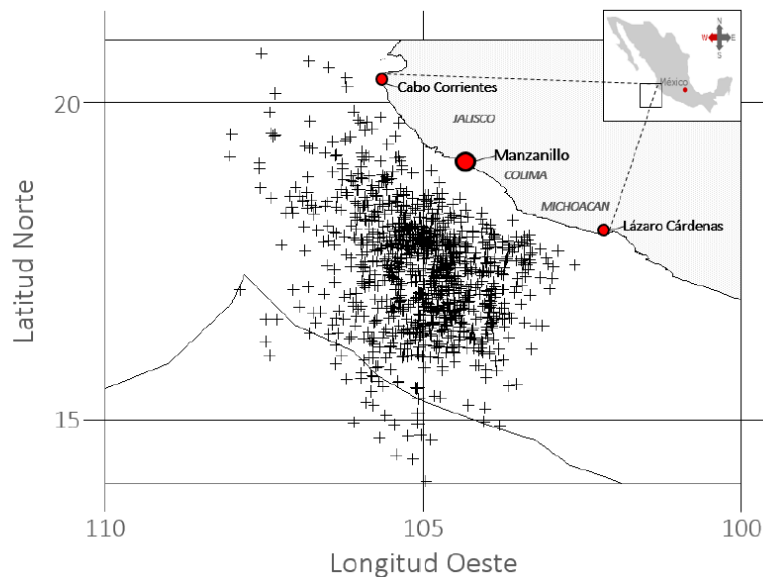 N
W
E
S
México
20
Cabo Corrientes
JALISCO
Manzanillo
COLIMA
MICHOACAN
Lázaro Cárdenas
Latitud Norte
15
110
105
100
Longitud Oeste